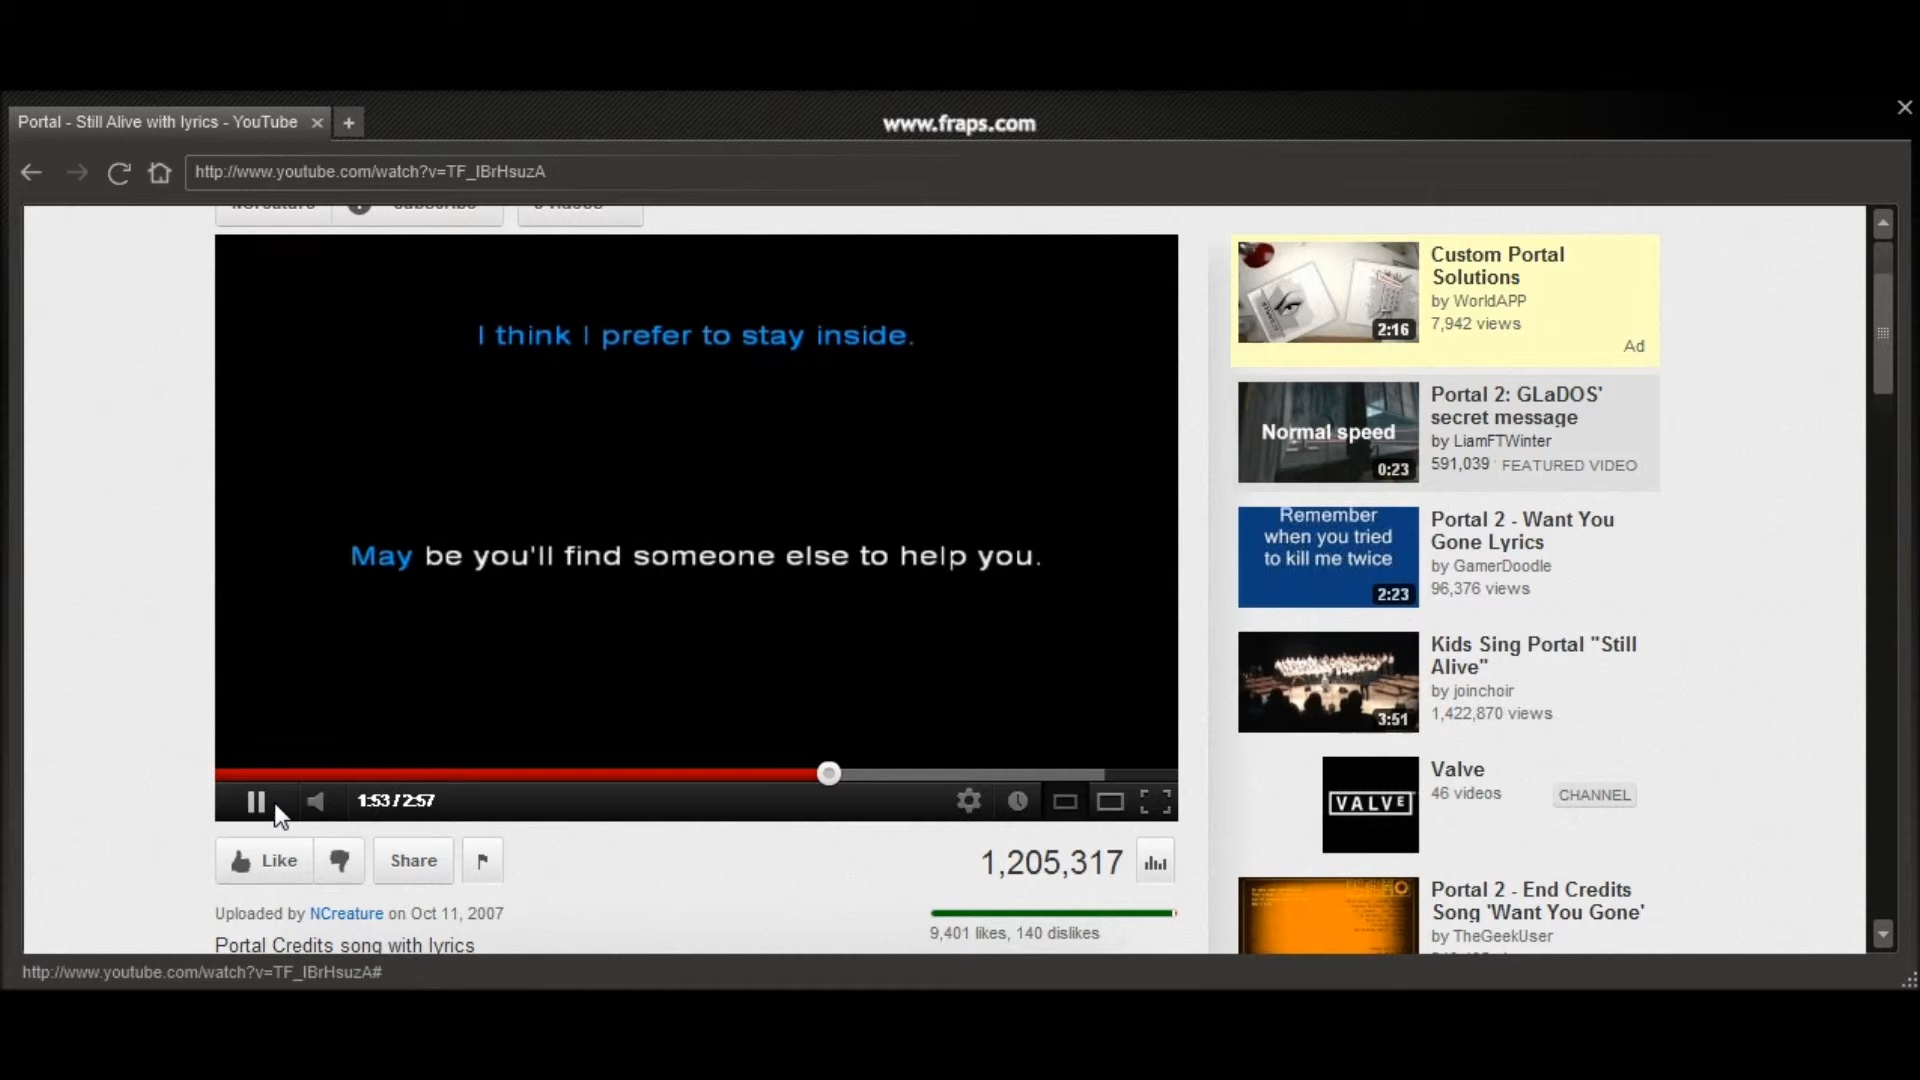 Portal - Still Alive with lyrics - YouTube
www.fraps.com
http://www.youtube.com/watch?v=TF_IBrHsuzA
I think I prefer to stay inside.
May be you'll find someone else to help you.
1:53 / 2:57
Like
Share
1,205,317
Uploaded by NCreature on Oct 11, 2007
9,401 likes, 140 dislikes
Portal Credits song with lyrics
Custom Portal
Solutions
by WorldAPP
7,942 views
2:16
Ad
Portal 2: GLaDOS'
secret message
by LiamFTWinter
591,039
FEATURED VIDEO
Normal speed
0:23
Remember
when you tried
to kill me twice
2:23
Portal 2 - Want You
Gone Lyrics
by GamerDoodle
96,376 views
Kids Sing Portal "Still
Alive"
by joinchoir
1,422,870 views
3:51
VALVE
Valve
46 videos
CHANNEL
Portal 2 - End Credits
Song 'Want You Gone'
by TheGeekUser
http://www.youtube.com/watch?v=TF_IBrHsuzA#